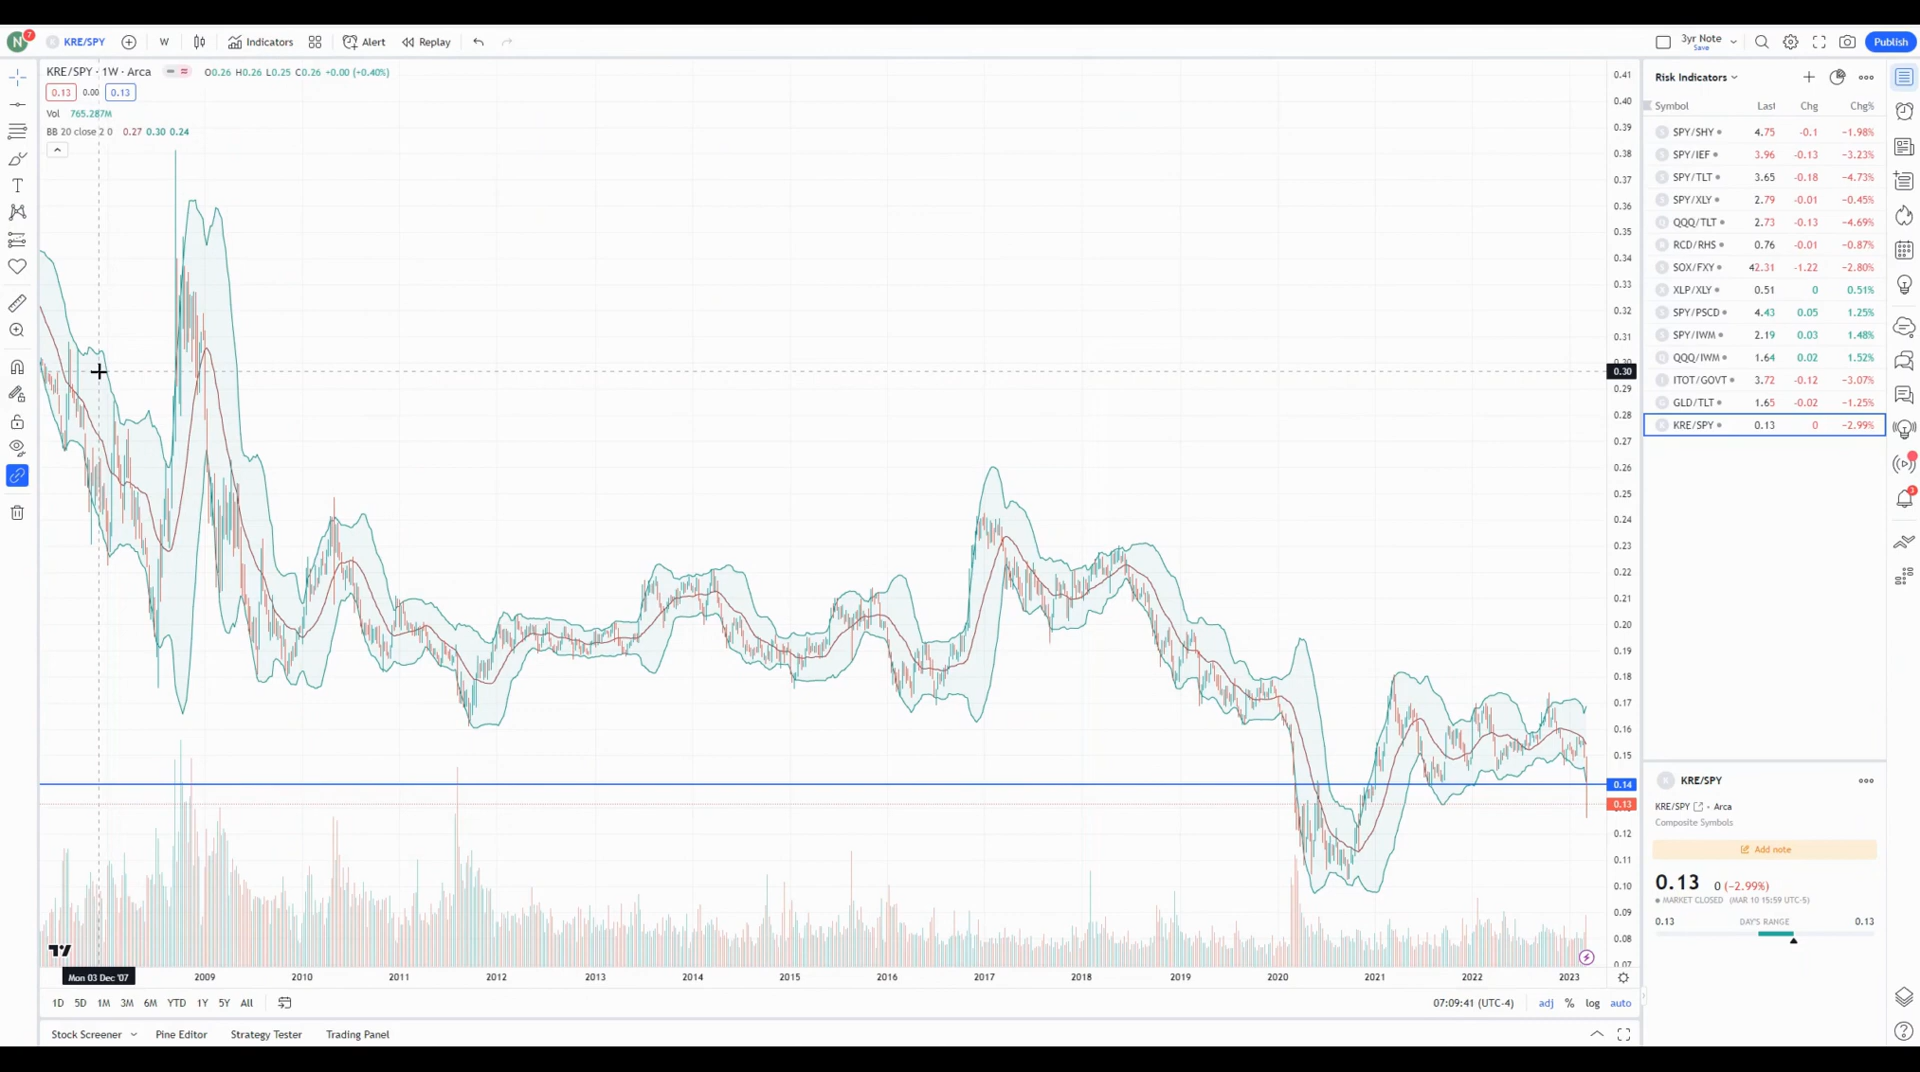 N 7 KRE/SPY W Indicators Alert Replay 3yr Note Save Publish
KRE/SPY · 1W · Arca O0.26 H0.26 L0.25 C0.26 +0.00 (+0.40%)
0.13 0.00 0.13
Vol 765.287M
BB 20 close 2 0 0.27 0.30 0.24
0.41
0.40
0.39
0.38
0.37
0.36
0.35
0.34
0.33
0.32
0.31
0.30
0.30
0.29
0.28
0.27
0.26
0.25
0.24
0.23
0.22
0.21
0.20
0.19
0.18
0.17
0.16
0.15
0.14
0.13
0.12
0.11
0.10
0.09
0.08
0.07
Mon 03 Dec '07 2009 2010 2011 2012 2013 2014 2015 2016 2017 2018 2019 2020 2021 2022 2023
1D 5D 1M 3M 6M YTD 1Y 5Y All 07:09:41 (UTC-4) adj % log auto
Stock Screener Pine Editor Strategy Tester Trading Panel
Risk Indicators
Symbol Last Chg Chg%
SPY/SHY 4.75 -0.1 -1.98%
SPY/IEF 3.96 -0.13 -3.23%
SPY/TLT 3.65 -0.18 -4.73%
SPY/XLY 2.79 -0.01 -0.45%
QQQ/TLT 2.73 -0.13 -4.69%
RCD/RHS 0.76 -0.01 -0.87%
SOX/FXY 42.31 -1.22 -2.80%
XLP/XLY 0.51 0 0.51%
SPY/PSCD 4.43 0.05 1.25%
SPY/IWM 2.19 0.03 1.48%
QQQ/IWM 1.64 0.02 1.52%
ITOT/GOVT 3.72 -0.12 -3.07%
GLD/TLT 1.65 -0.02 -1.25%
KRE/SPY 0.13 0 -2.99%
KRE/SPY
KRE/SPY · Arca
Composite Symbols
Add note
0.13 0 (-2.99%)
MARKET CLOSED (MAR 10 15:59 UTC-5)
0.13 DAY'S RANGE 0.13